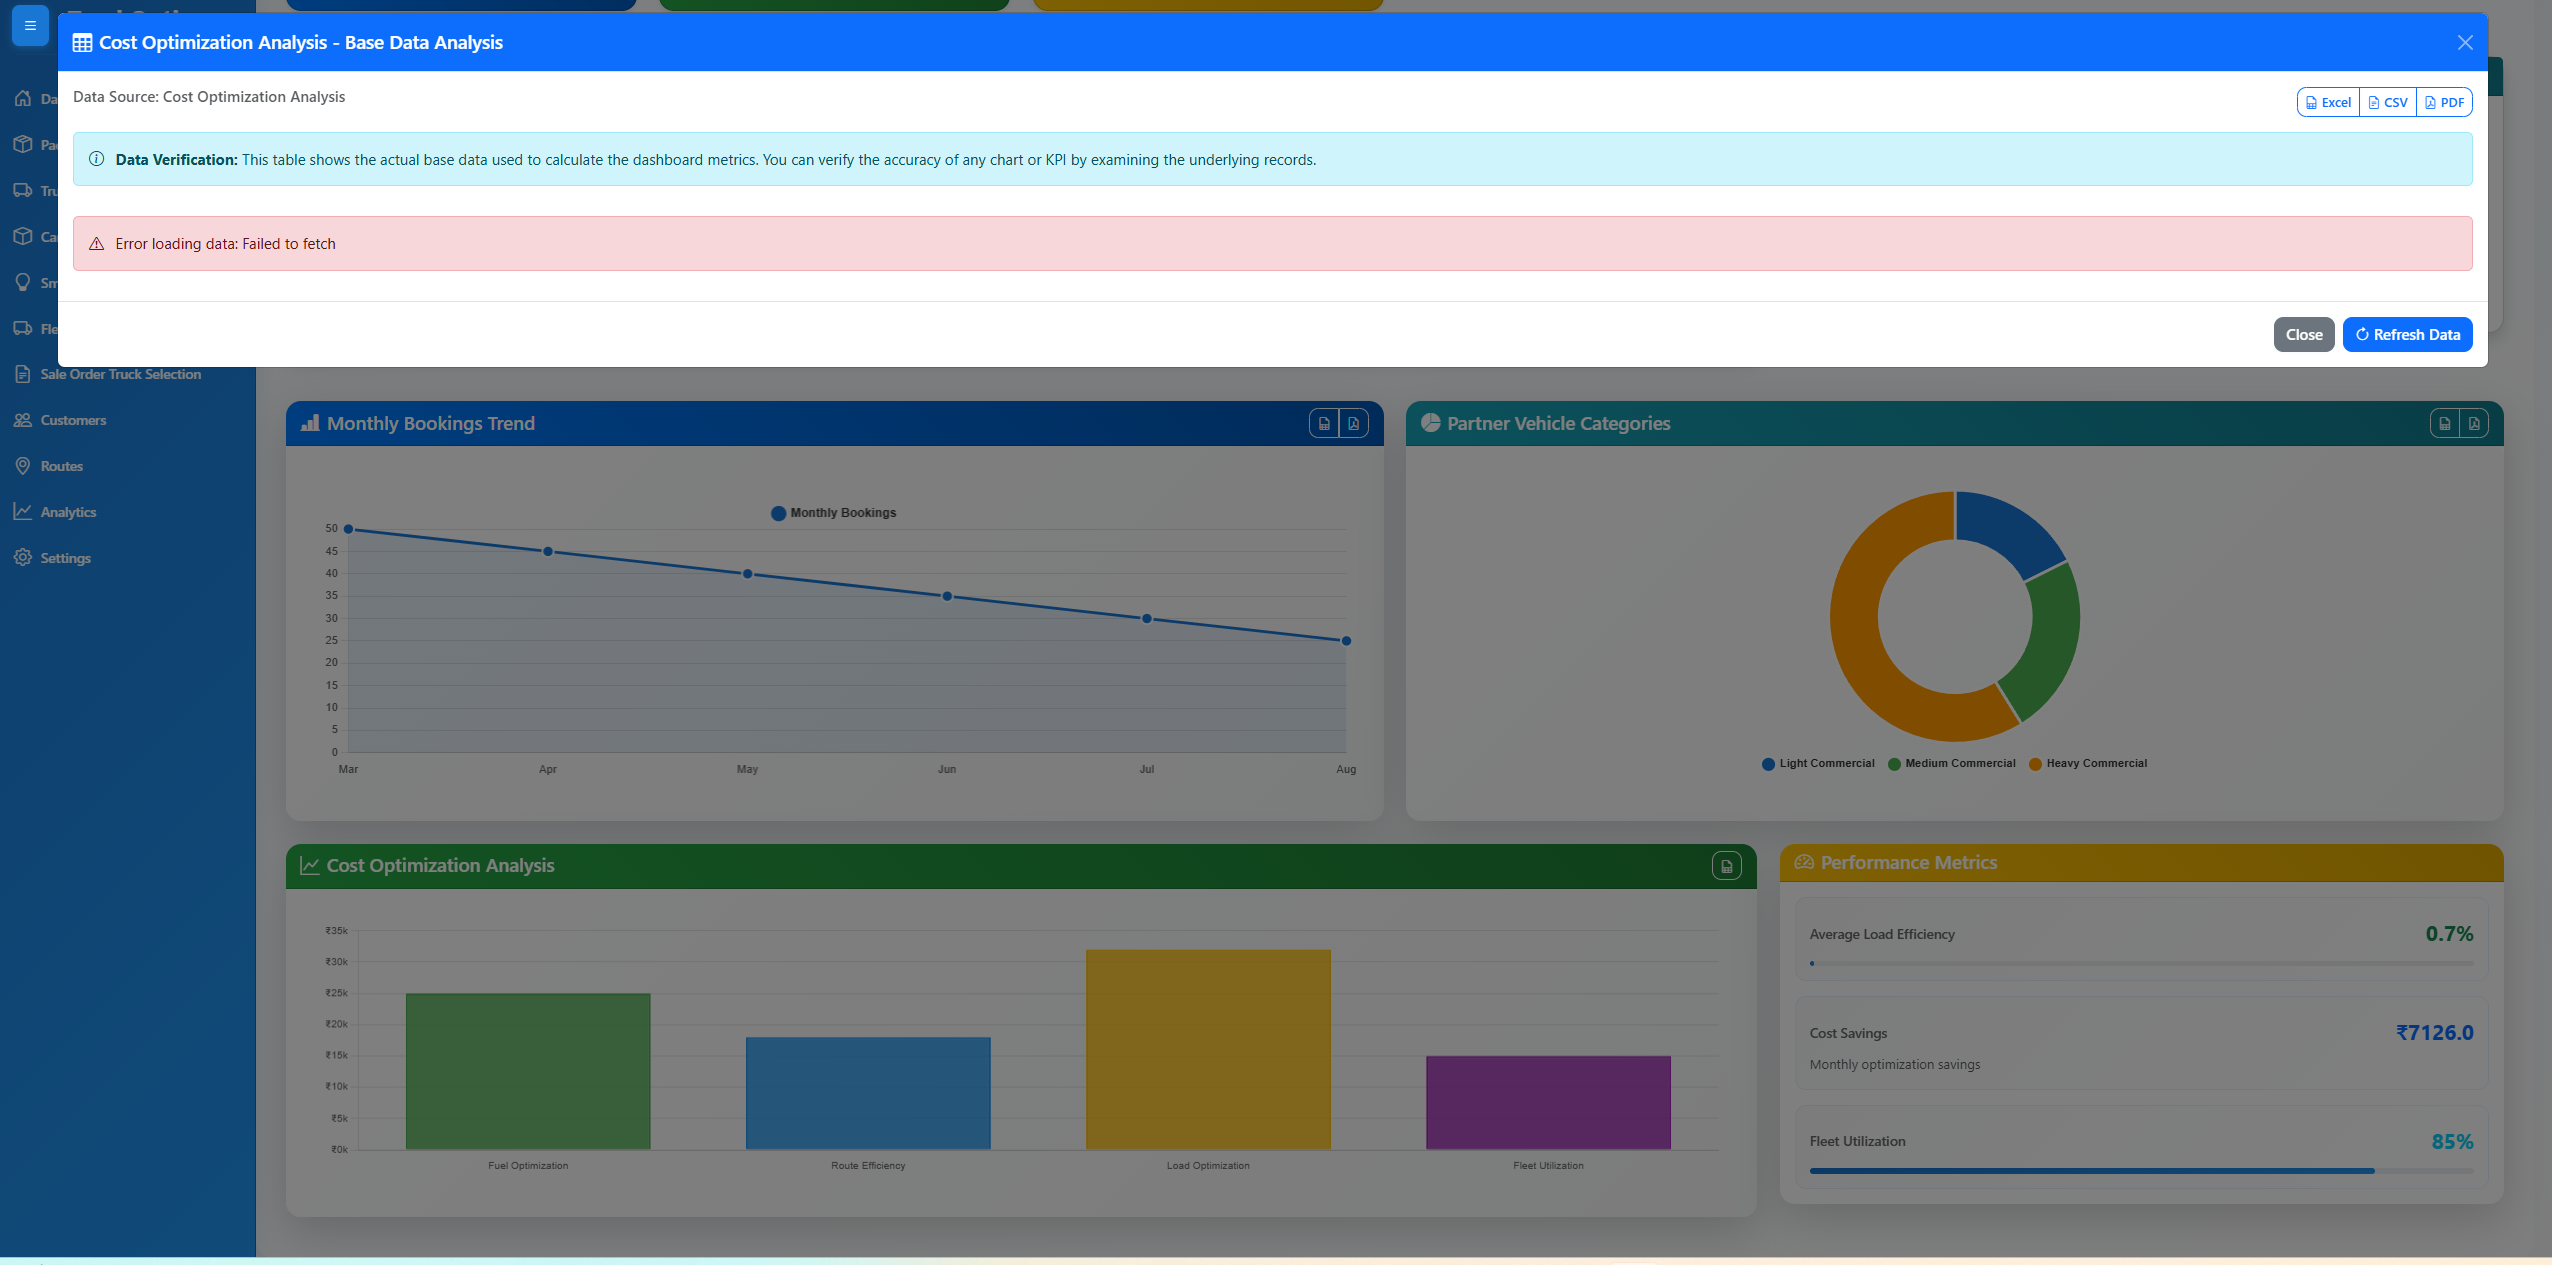 Cost Optimization Analysis - Base Data Analysis
Data Source: Cost Optimization Analysis
Excel CSV PDF
Data Verification: This table shows the actual base data used to calculate the dashboard metrics. You can verify the accuracy of any chart or KPI by examining the underlying records.
Error loading data: Failed to fetch
Close Refresh Data
Da
Pac
Tru
Ca
Sm
Fle
Sale Order Truck Selection
Customers
Routes
Analytics
Settings
Monthly Bookings Trend
Monthly Bookings
50
45
40
35
30
25
20
15
10
5
0
Mar Apr May Jun Jul Aug
Partner Vehicle Categories
Light Commercial Medium Commercial Heavy Commercial
Cost Optimization Analysis
₹35k
₹30k
₹25k
₹20k
₹15k
₹10k
₹5k
₹0k
Fuel Optimization Route Efficiency Load Optimization Fleet Utilization
Performance Metrics
Average Load Efficiency 0.7%
Cost Savings ₹7126.0
Monthly optimization savings
Fleet Utilization 85%